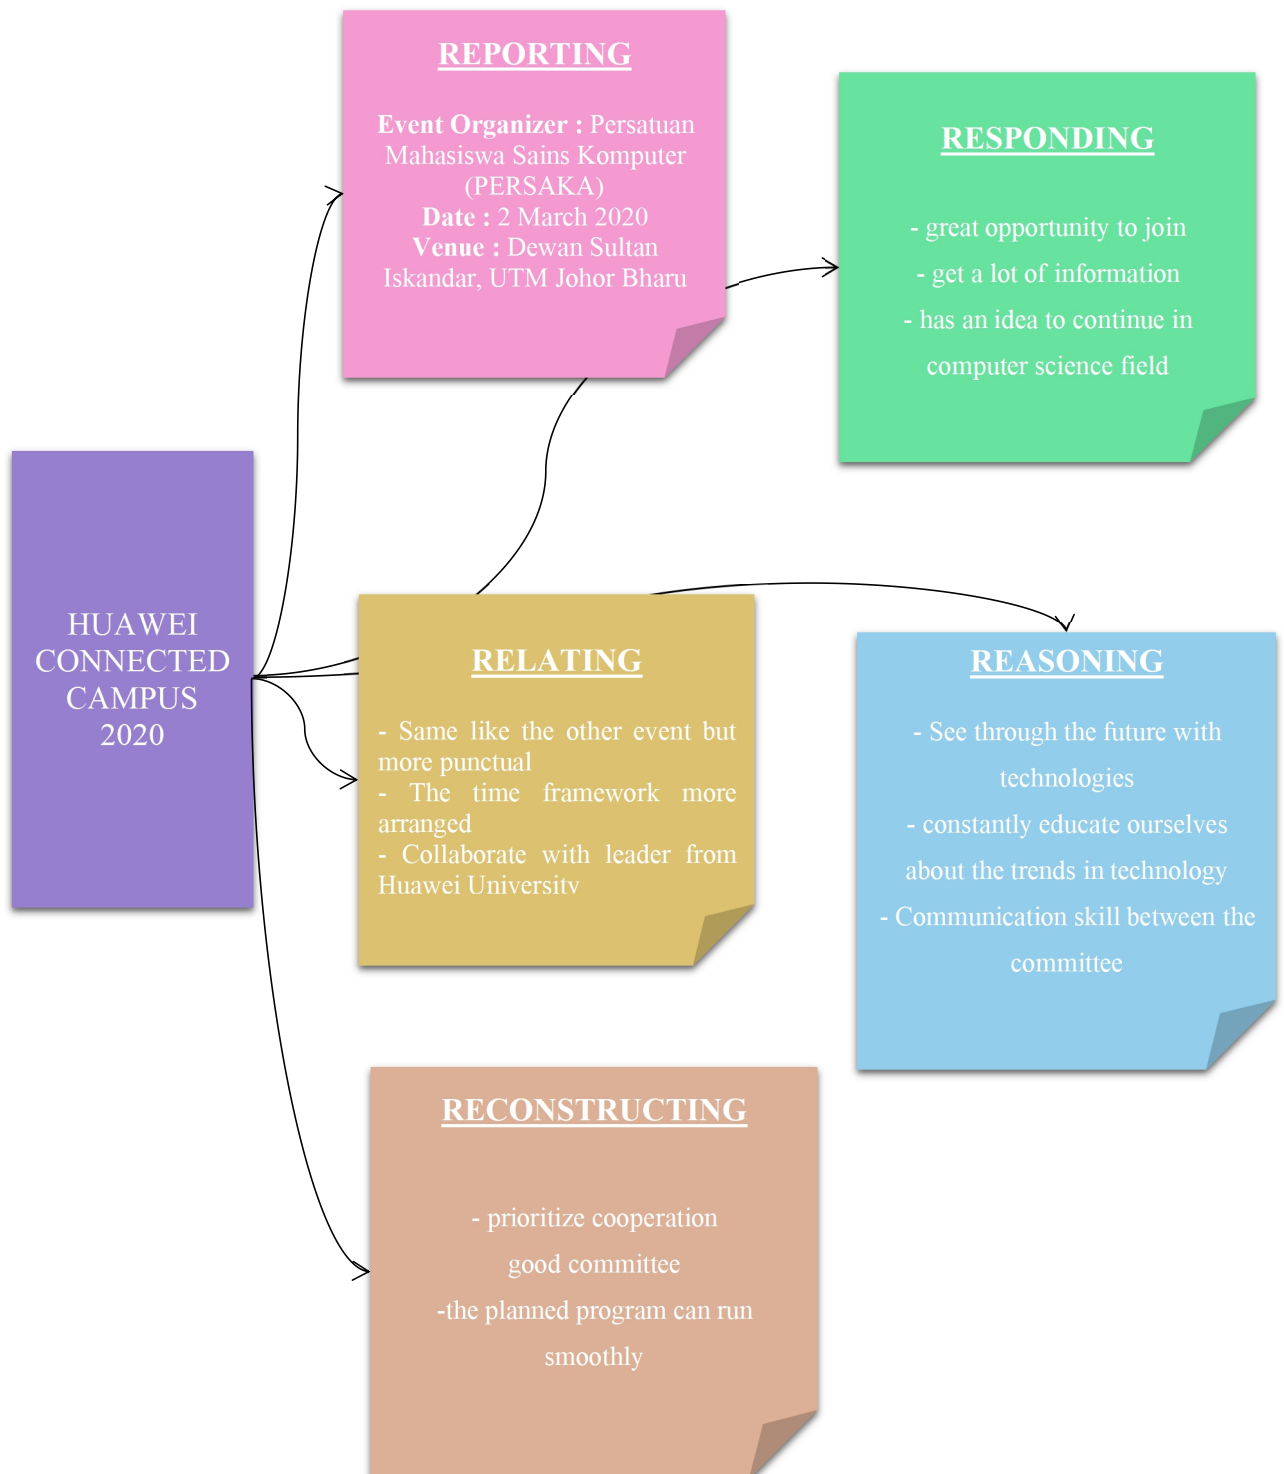 REPORTING
Event Organizer : Persatuan
Mahasiswa Sains Komputer
(PERSAKA)
Date : 2 March 2020
Venue : Dewan Sultan
Iskandar, UTM Johor Bharu
RESPONDING
- great opportunity to join
- get a lot of information
- has an idea to continue in
computer science field
HUAWEI
CONNECTED
CAMPUS
2020
RELATING
- Same like the other event but
more punctual
- The time framework more
arranged
- Collaborate with leader from
Huawei University
REASONING
- See through the future with
technologies
- constantly educate ourselves
about the trends in technology
- Communication skill between the
committee
RECONSTRUCTING
- prioritize cooperation
good committee
-the planned program can run
smoothly